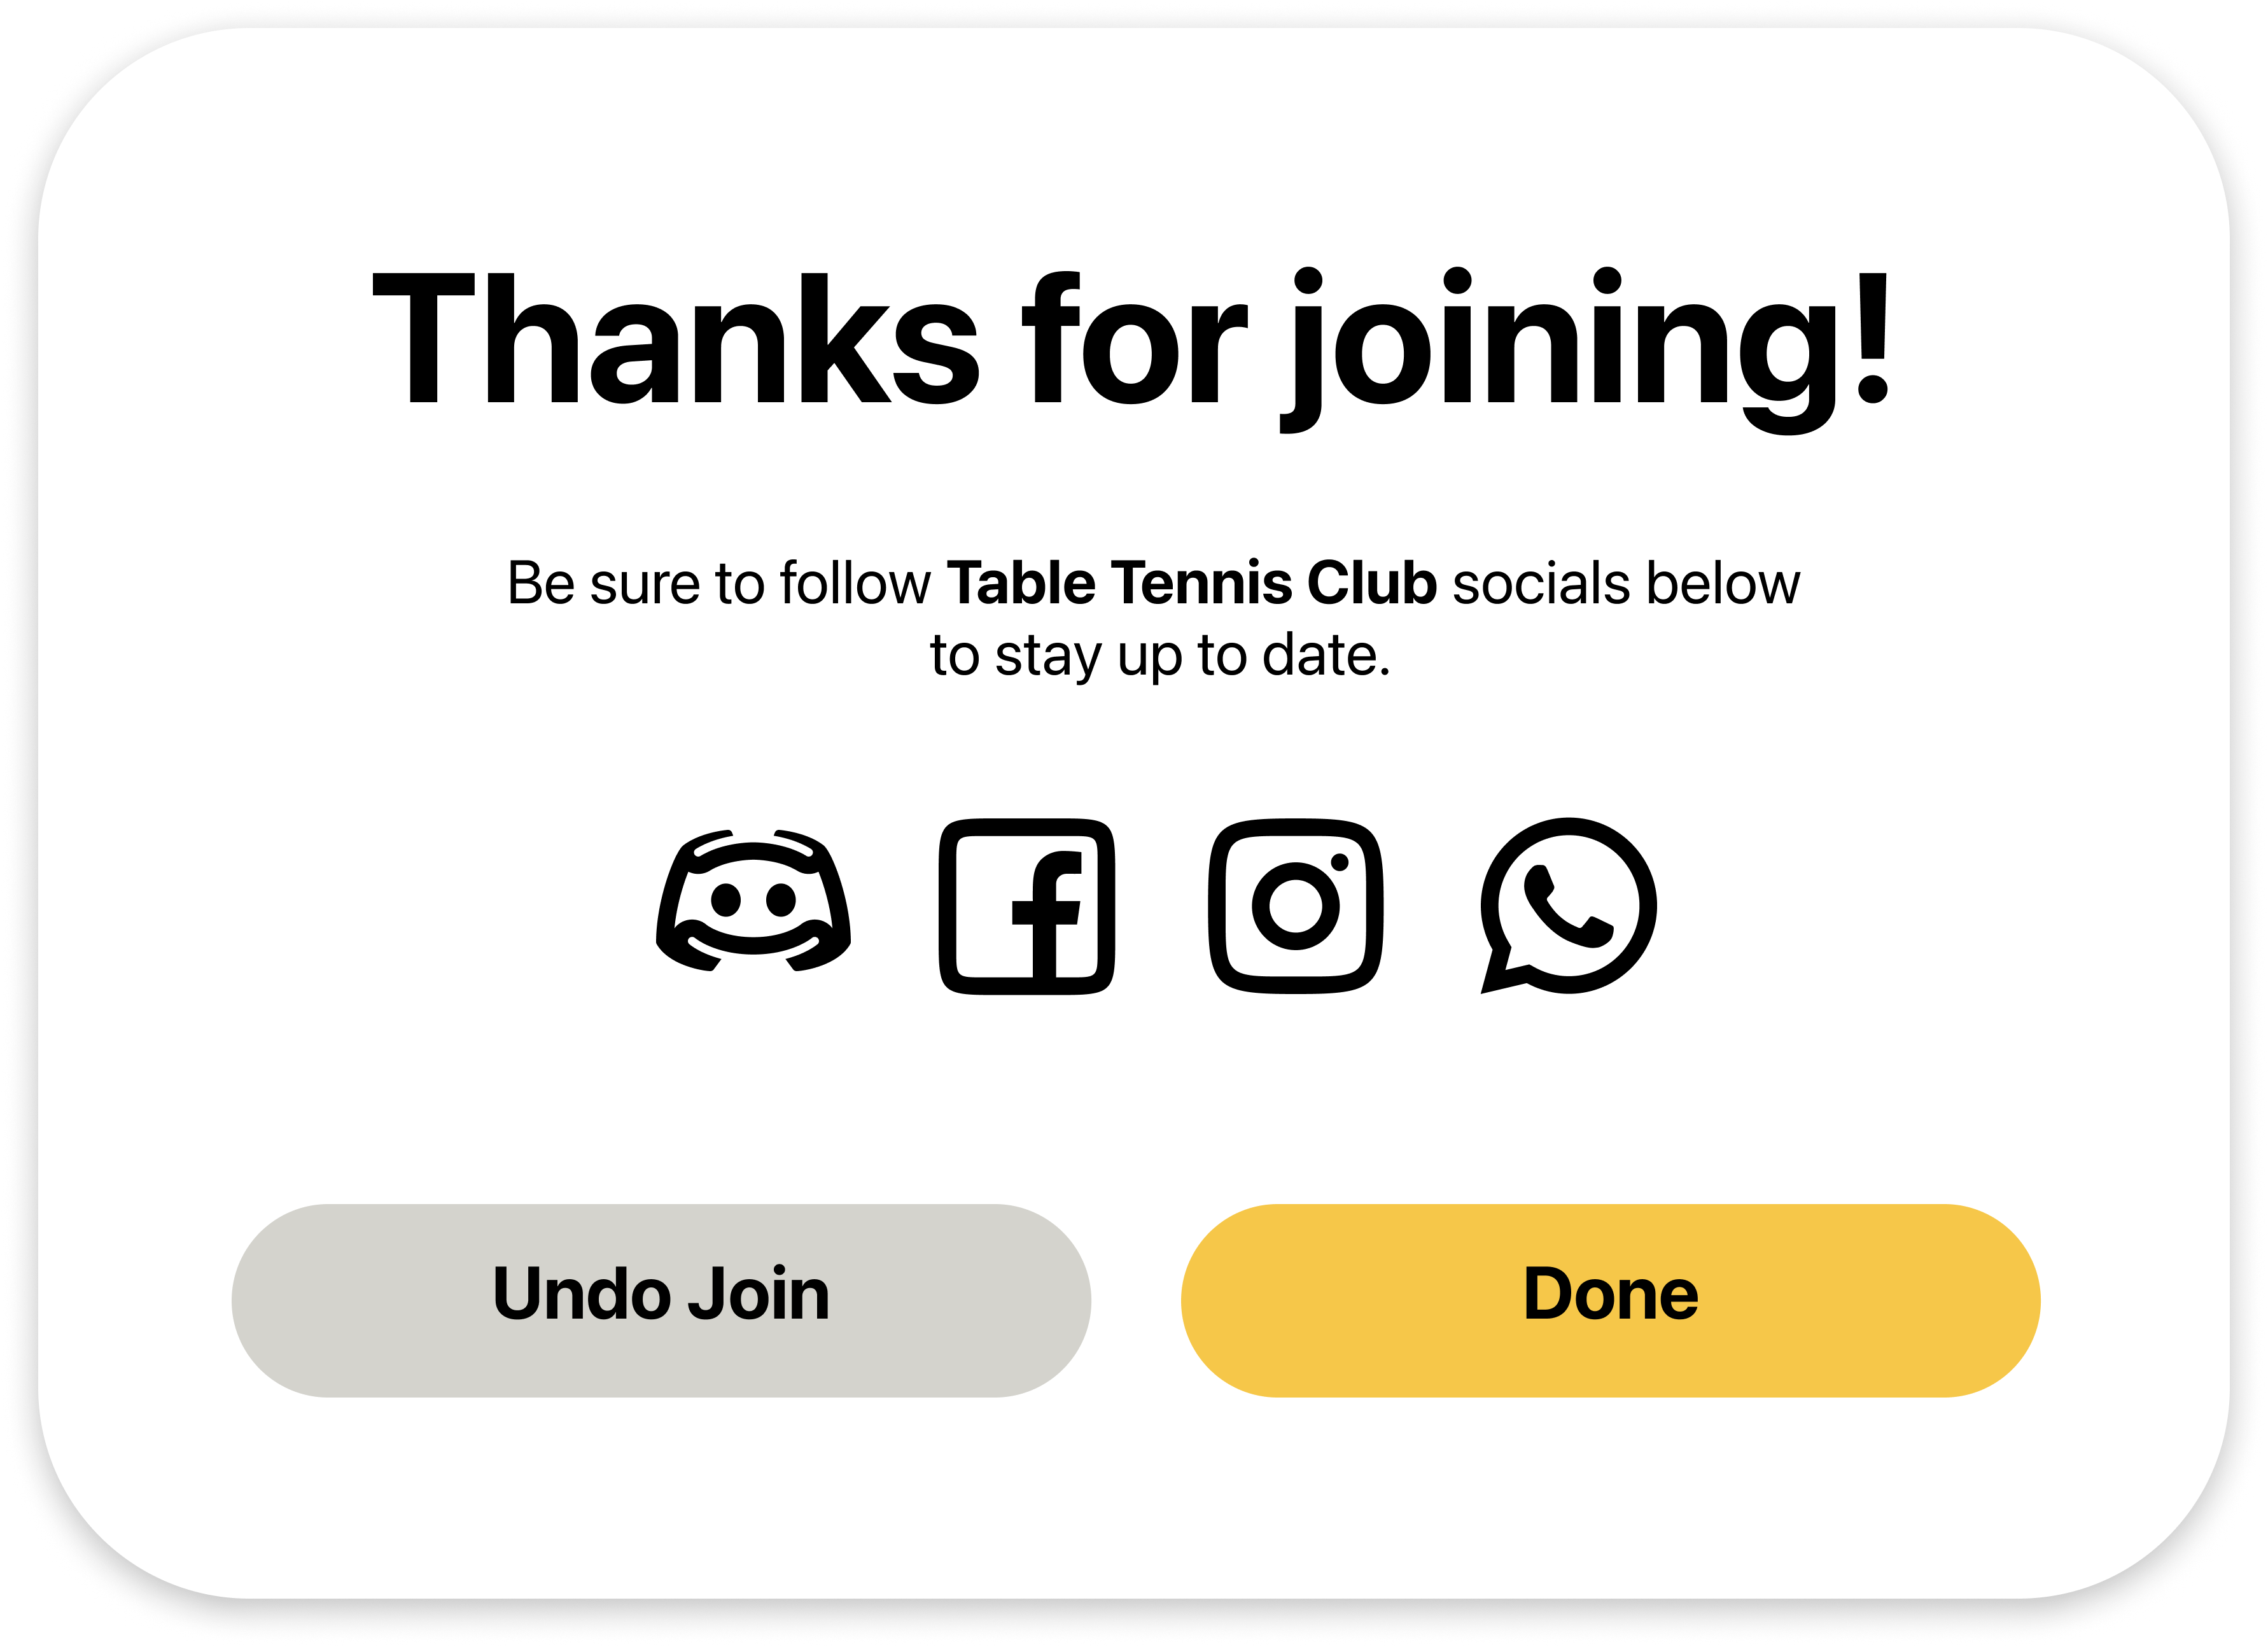 Thanks for joining!
Be sure to follow Table Tennis Club socials below
to stay up to date.
Undo Join
Done